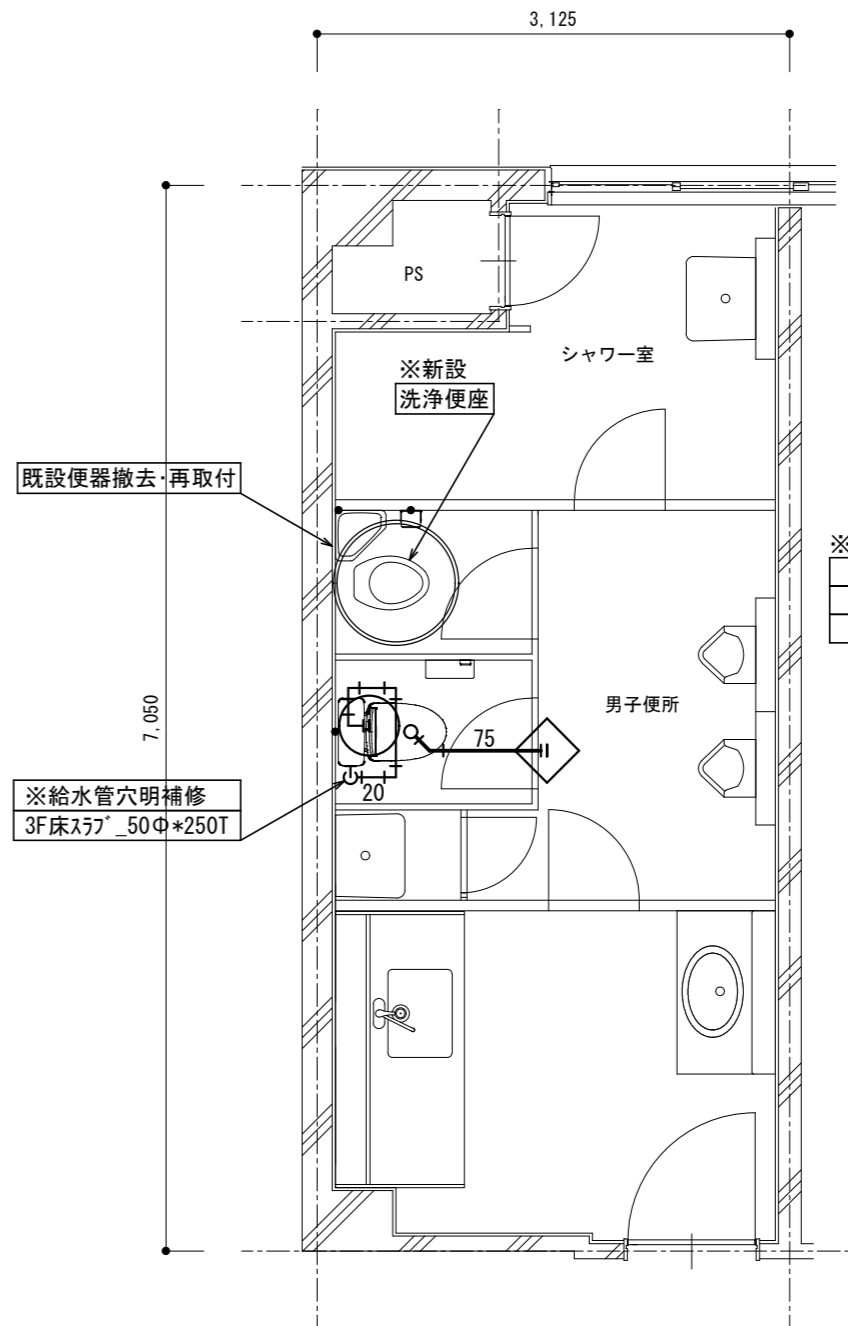 3,125
PS
シャワー室
※新設
洗浄便座
既設便器撤去･再取付
※
7,050
男子便所
75
※給水管穴明補修
3F床ｽﾗﾌﾞ_50Φ*250T
20